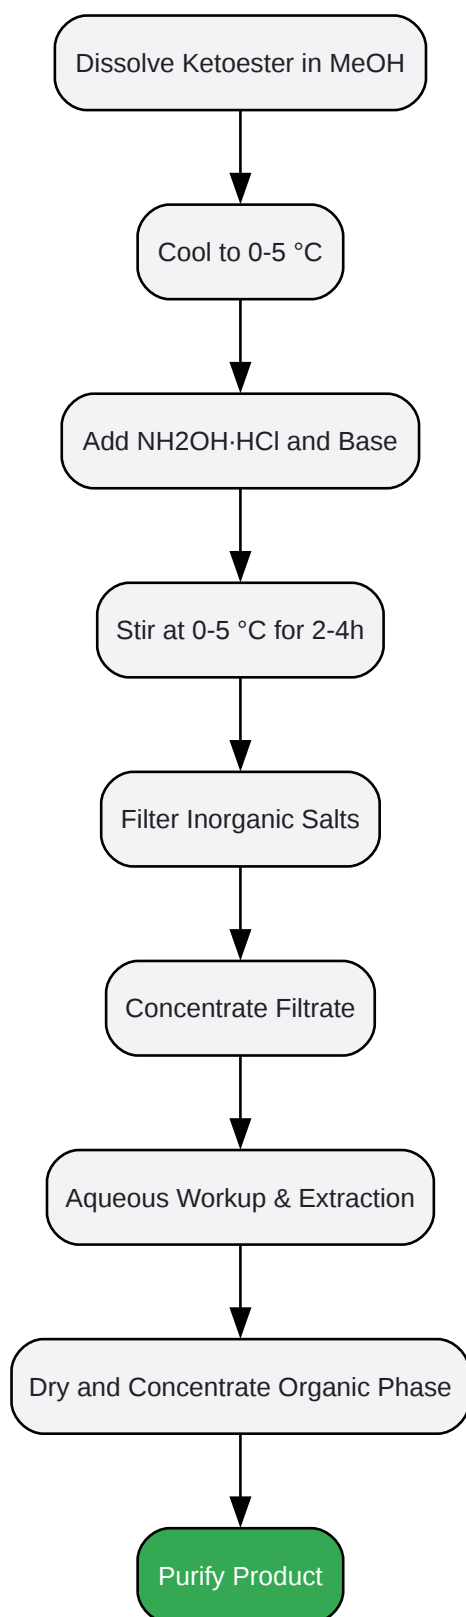 Dissolve Ketoester in MeOH
Cool to 0-5 °C
Add NH2OH·HCl and Base
Stir at 0-5 °C for 2-4h
Filter Inorganic Salts
Concentrate Filtrate
Aqueous Workup & Extraction
Dry and Concentrate Organic Phase
Purify Product